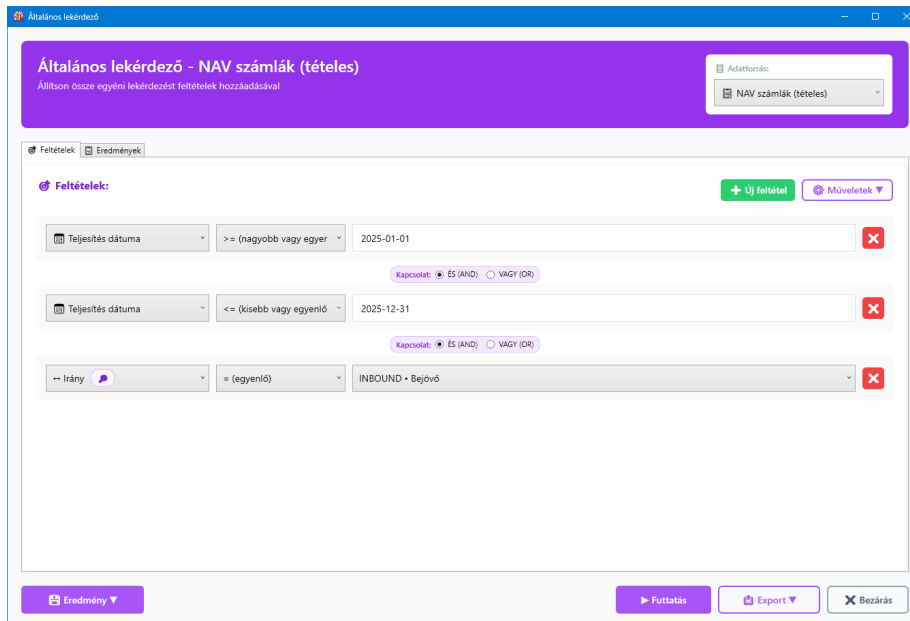 Általános lekérdező
Általános lekérdező - NAV számlák (tételes)
Állítson össze egyéni lekérdezést feltételek hozzáadásával
Adatforrás:
NAV számlák (tételes)
Feltételek
Eredmények
Feltételek:
Új feltétel
Műveletek ▼
Teljesítés dátuma
>= (nagyobb vagy egyer
2025-01-01
Kapcsolat: ÉS (AND) VAGY (OR)
Teljesítés dátuma
<= (kisebb vagy egyenlő
2025-12-31
Kapcsolat: ÉS (AND) VAGY (OR)
↔ Irány
= (egyenlő)
INBOUND • Bejövő
Eredmény ▼
▶ Futtatás
Export ▼
Bezárás